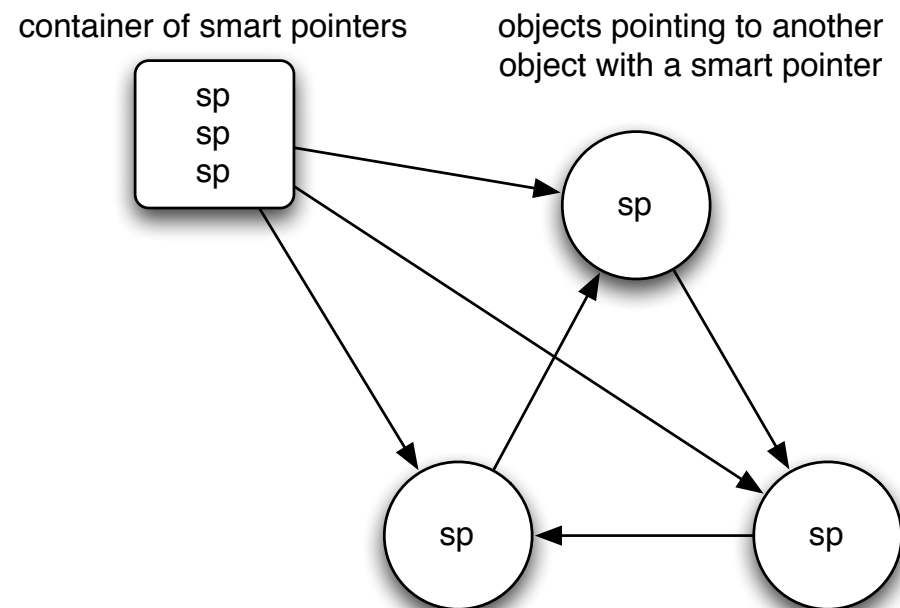 container of smart pointers
objects pointing to another
object with a smart pointer
sp
sp
sp
sp
sp
sp